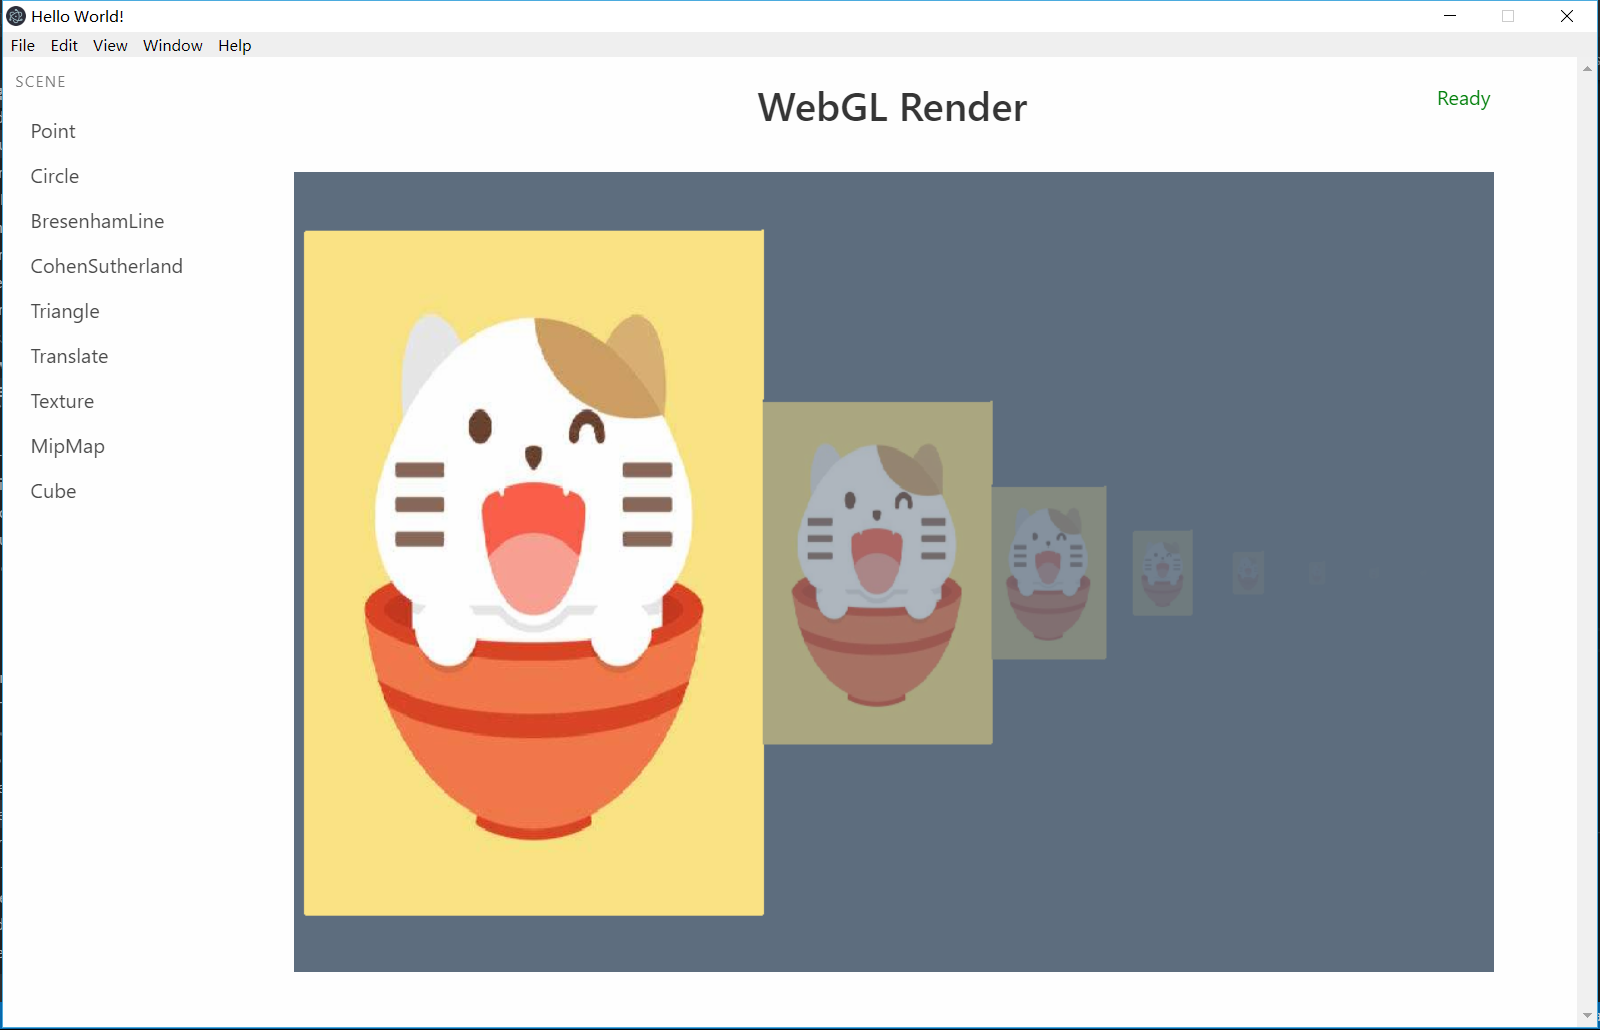 Hello World!
File Edit View Window Help
SCENE
WebGL Render
Ready
Point
Circle
BresenhamLine
CohenSutherland
Triangle
Translate
Texture
MipMap
Cube